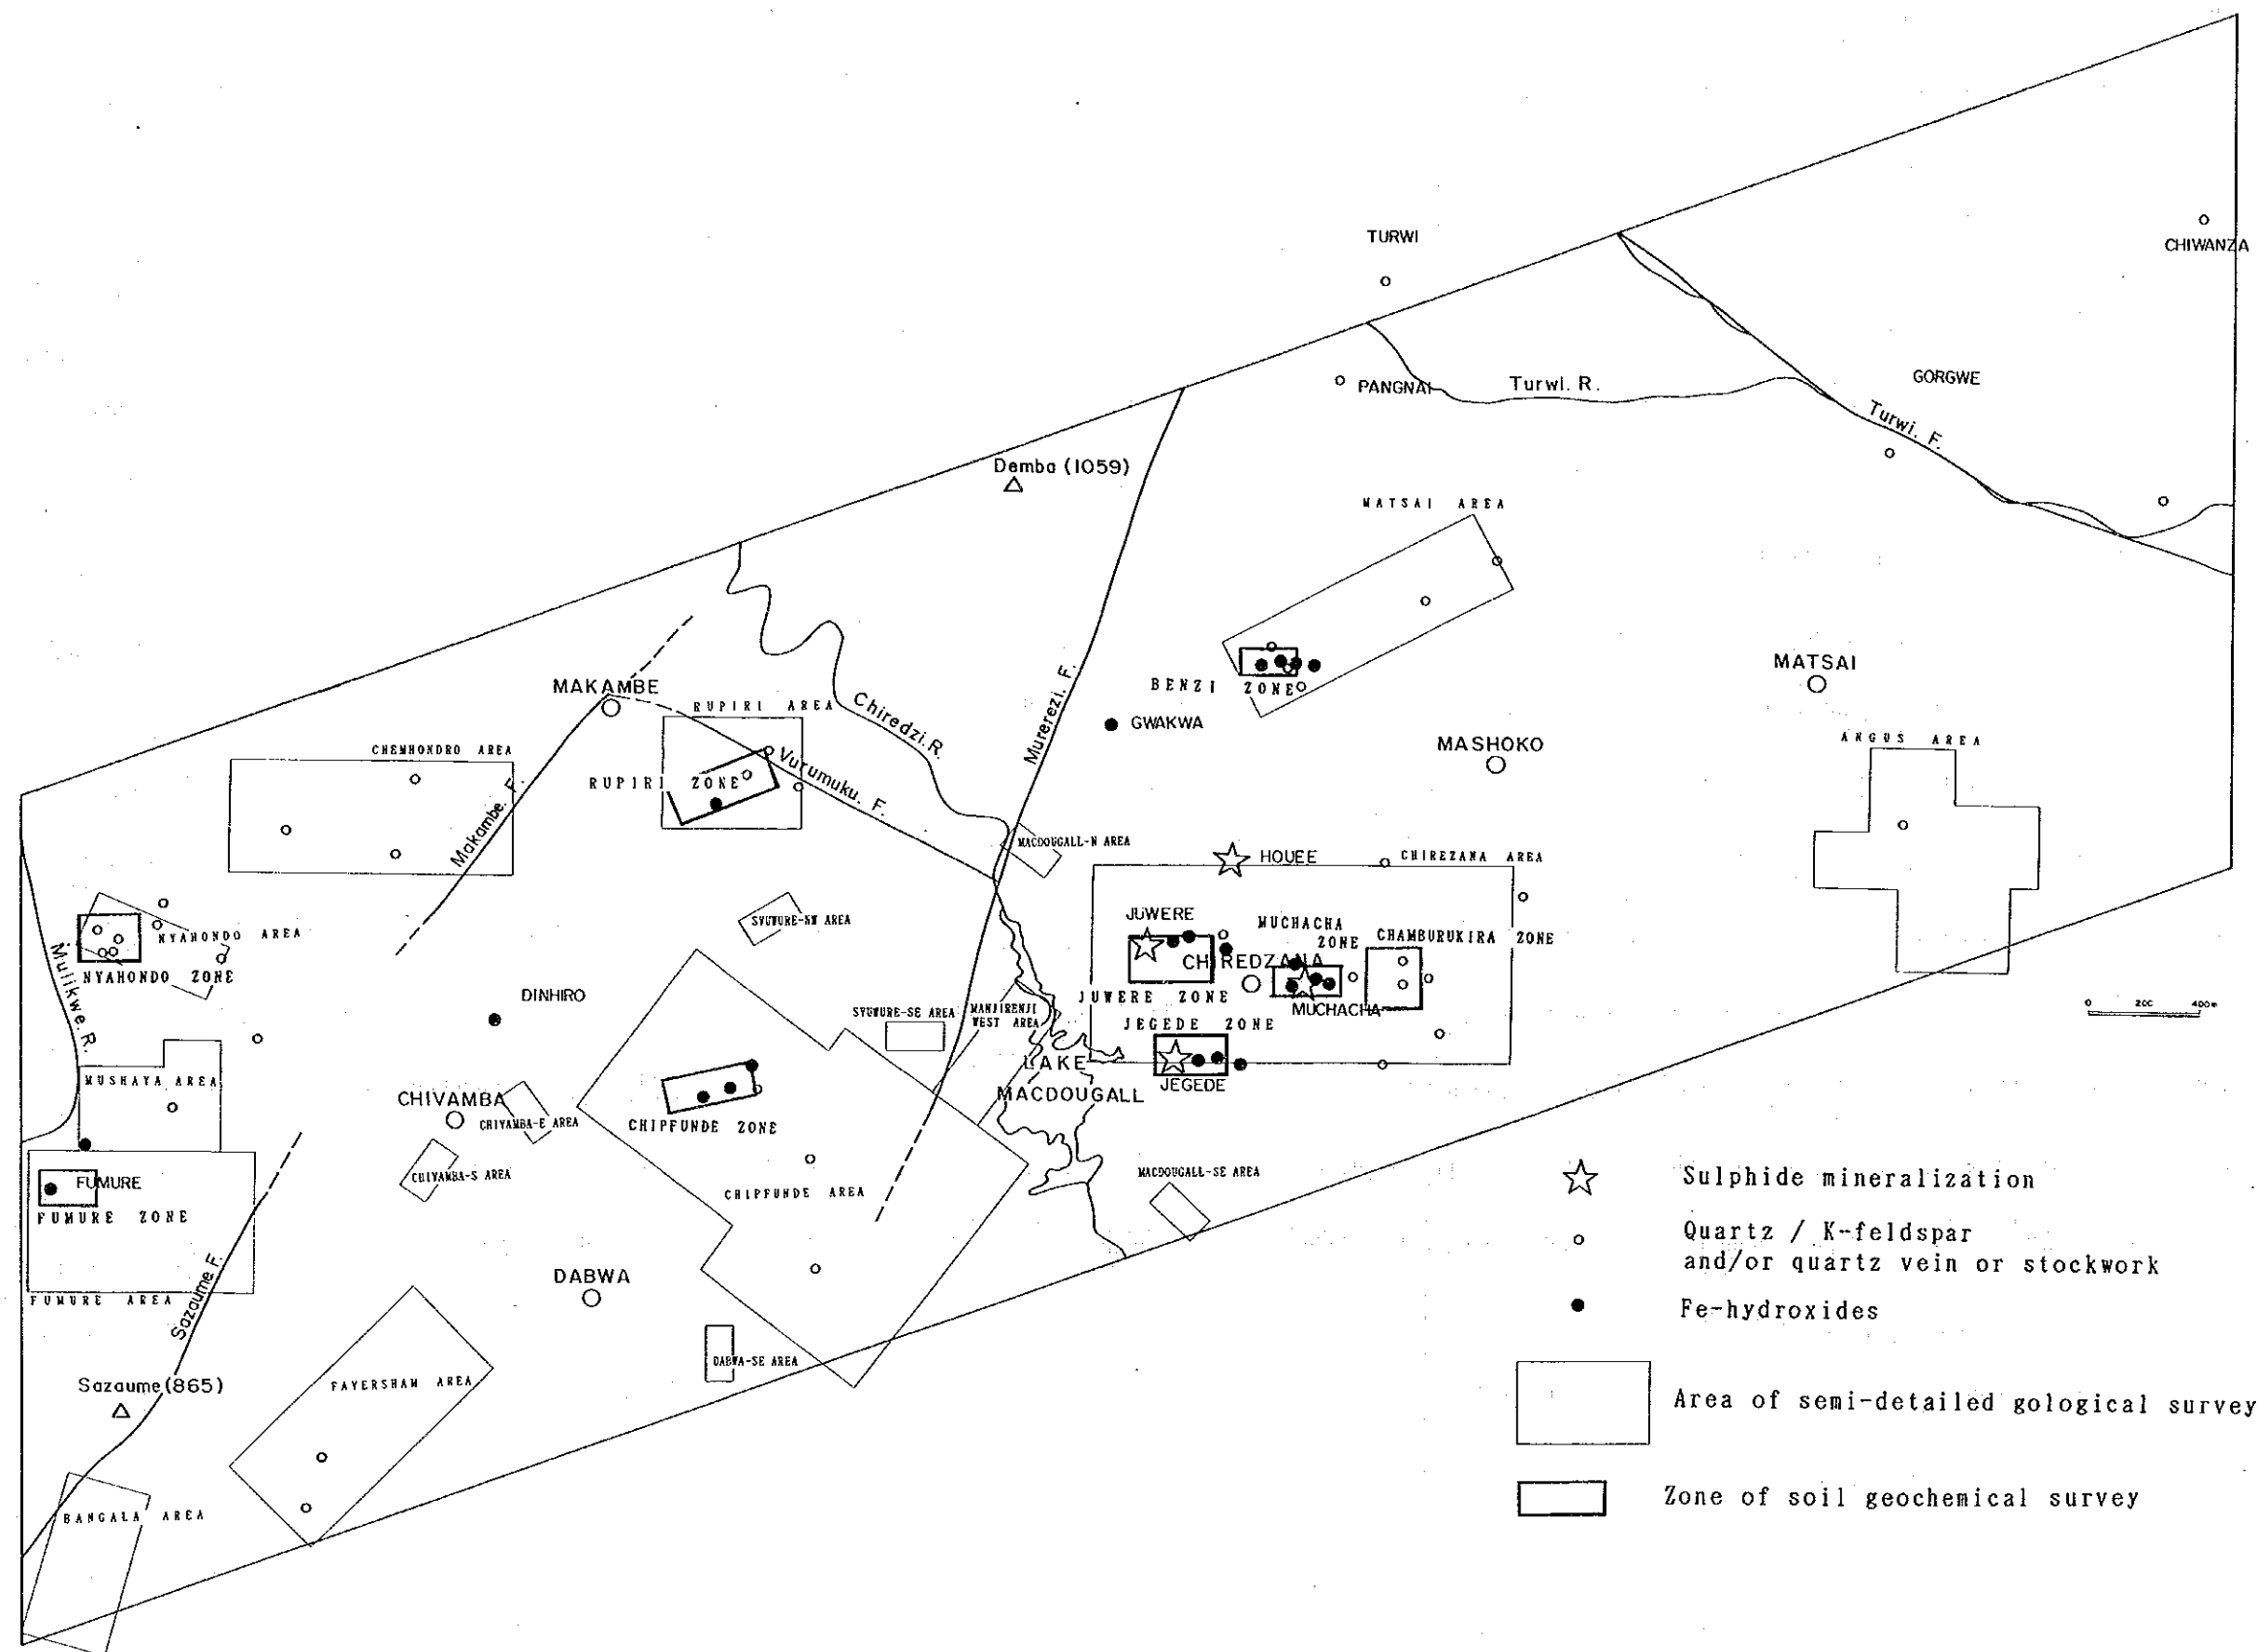 TURWI
CHIWANZA
PANGNAI
Turwi. R.
GORGWE
Turwi. F.
Demba (1059)
MATSAI AREA
Murerezi. F.
MAKAMBE
RUPIRI AREA
Chiredzi. R.
BENZI ZONE
GWAKWA
MATSAI
MASHOKO
ANGUS AREA
CHEMHONDRO AREA
RUPIRI ZONE
Vurumuku. F.
Makambe. F.
MACDOUGALL-N AREA
HOUEE
CHIREZANA AREA
SYUWURE-NW AREA
JUWERE
MUCHACHA
ZONE
CHAMBURUKIRA ZONE
NYAHONDO AREA
NYAHONDO ZONE
CHIREDZANA
Mulikwe. R.
DINHIRO
JUWERE ZONE
MUCHACHA
SYUWURE-SE AREA
MANJIRENJI
WEST AREA
JEGEDE ZONE
0 200 400m
LAKE
MACDOUGALL
JEGEDE
MUSHAYA AREA
CHIVAMBA
CHIVAMBA-E AREA
CHIPFUNDE ZONE
CHIVAMBA-S AREA
MACDOUGALL-SE AREA
FUMURE
FUMURE ZONE
CHIPFUNDE AREA
Sazaume F.
DABWA
FUMURE AREA
DABWA-SE AREA
Sazaume (865)
FAYERSHAM AREA
BANGALA AREA
Sulphide mineralization
Quartz / K-feldspar
and/or quartz vein or stockwork
Fe-hydroxides
Area of semi-detailed gological survey
Zone of soil geochemical survey